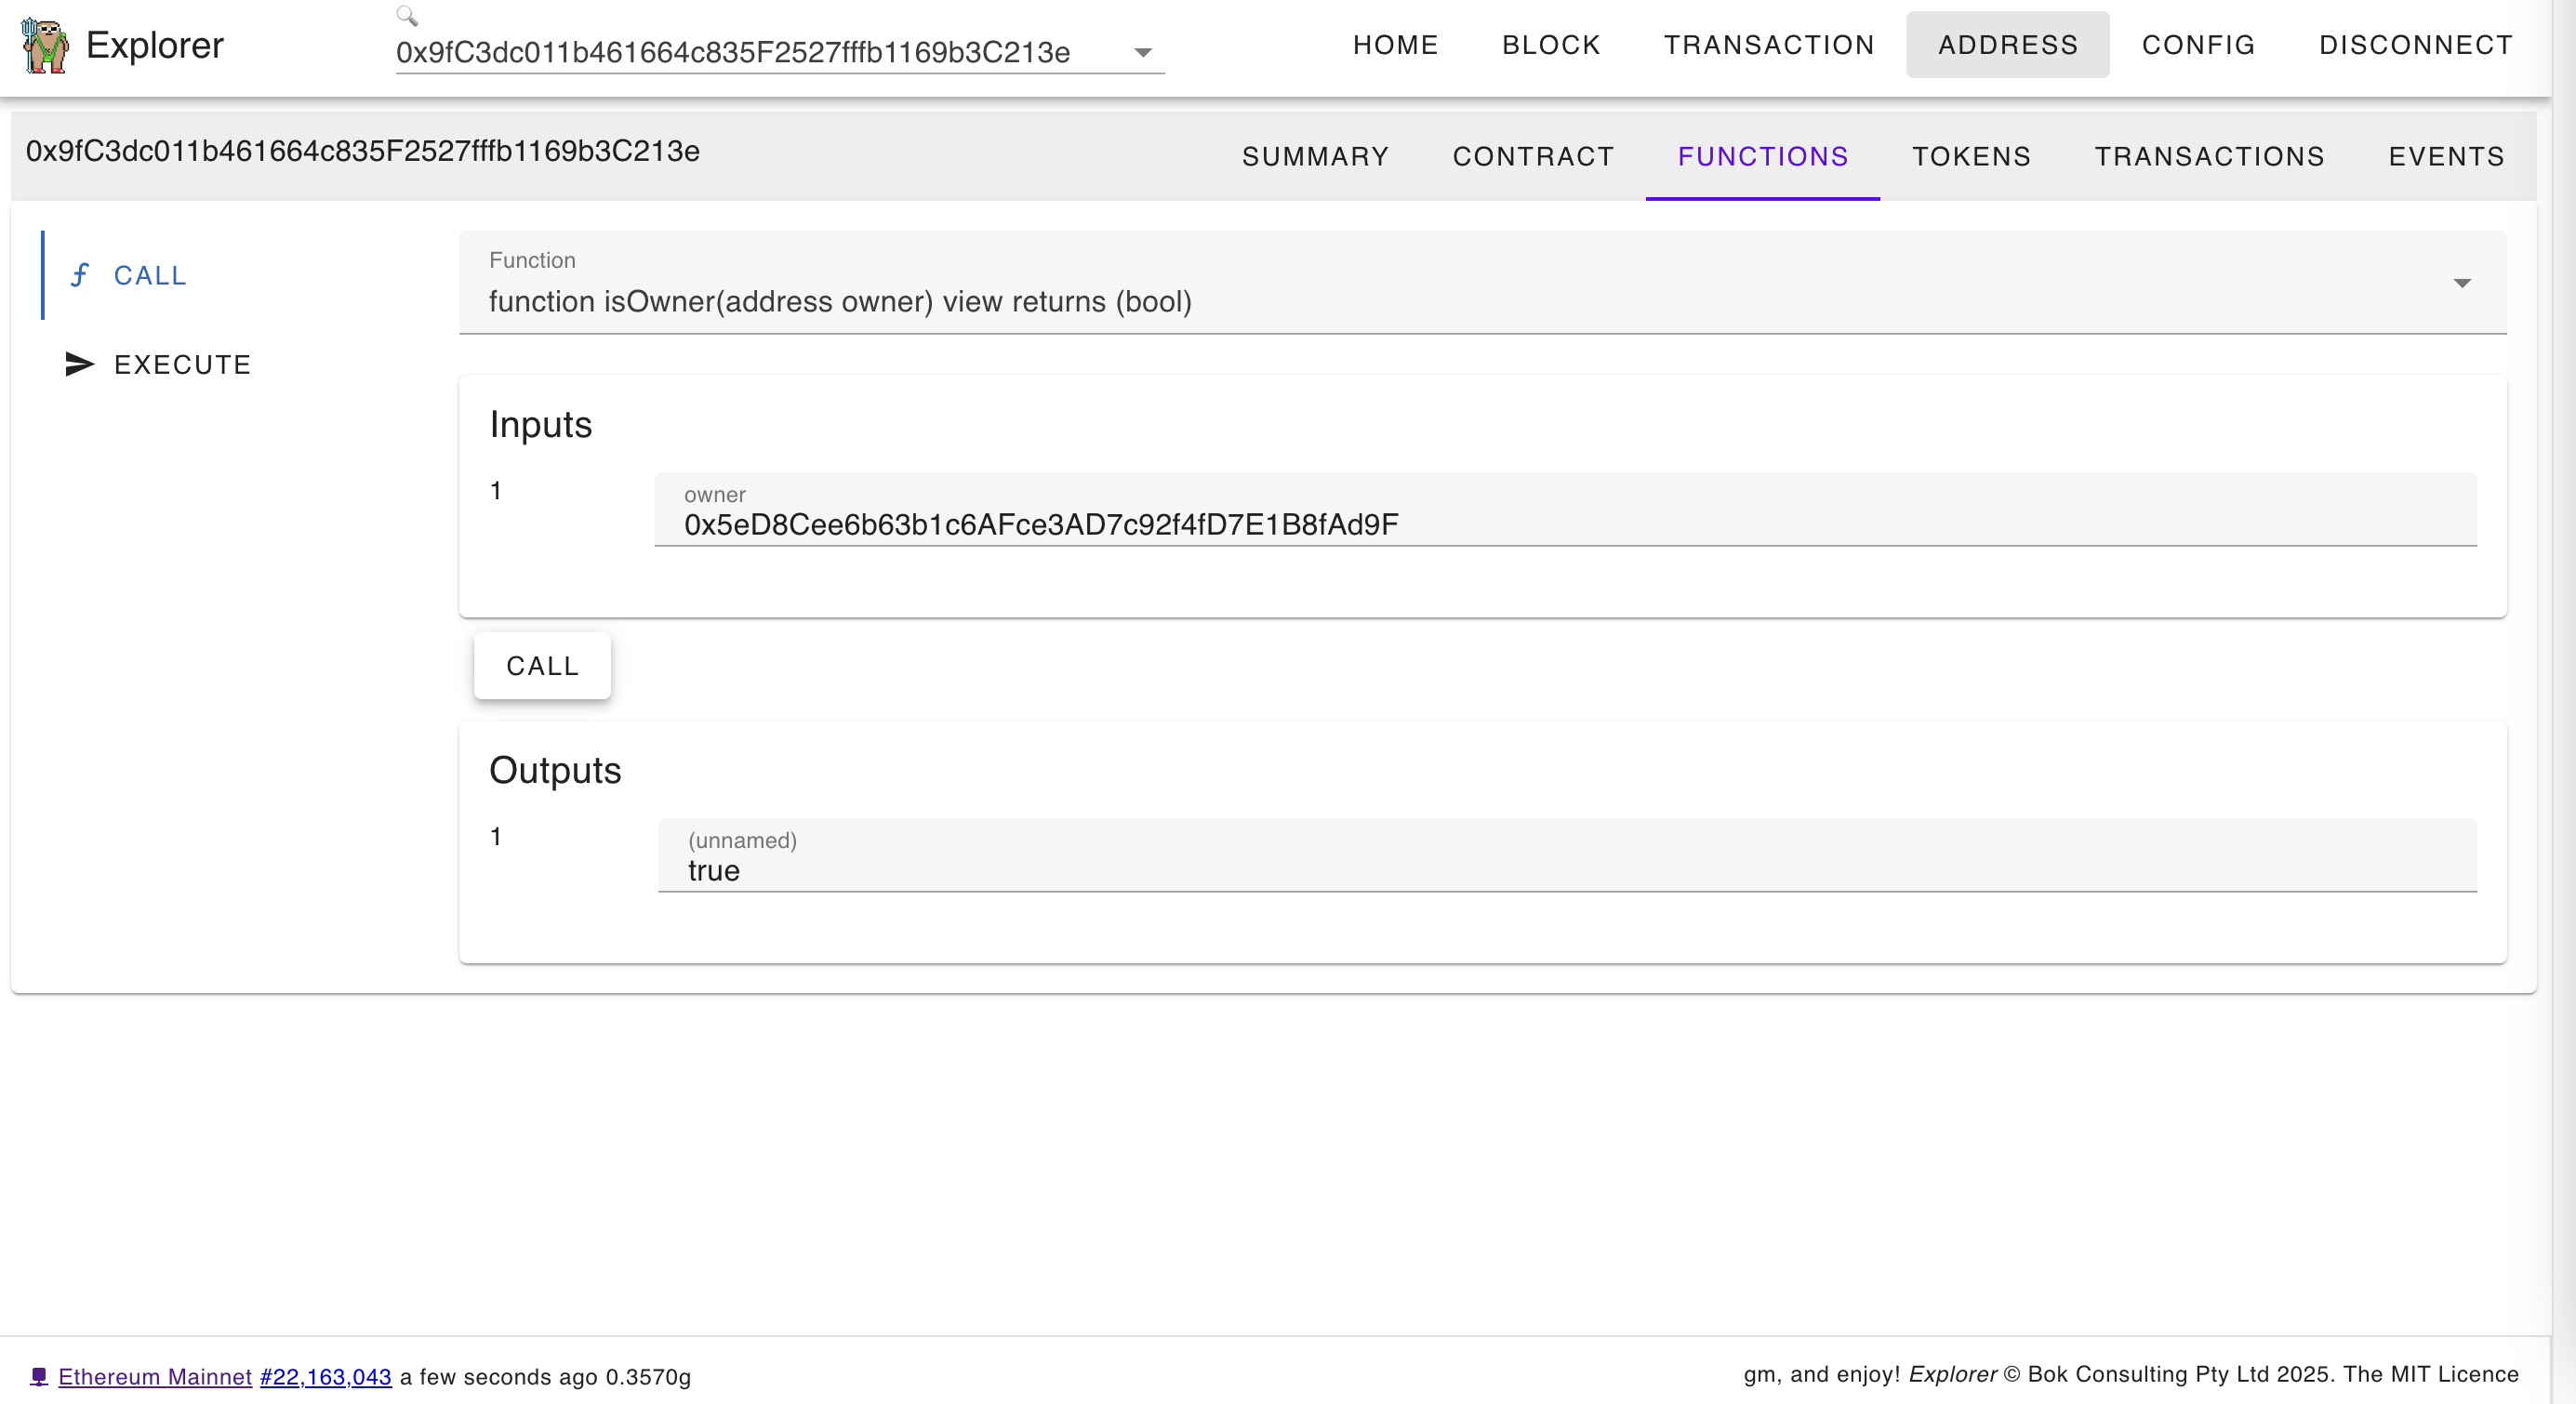 Explorer
0x9fC3dc011b461664c835F2527fffb1169b3C213e
HOME BLOCK TRANSACTION ADDRESS CONFIG DISCONNECT
0x9fC3dc011b461664c835F2527fffb1169b3C213e
SUMMARY CONTRACT FUNCTIONS TOKENS TRANSACTIONS EVENTS
CALL
EXECUTE
Function
function isOwner(address owner) view returns (bool)
Inputs
1
owner
0x5eD8Cee6b63b1c6AFce3AD7c92f4fD7E1B8fAd9F
CALL
Outputs
1
(unnamed)
true
Ethereum Mainnet #22,163,043 a few seconds ago 0.3570g
gm, and enjoy! Explorer © Bok Consulting Pty Ltd 2025. The MIT Licence